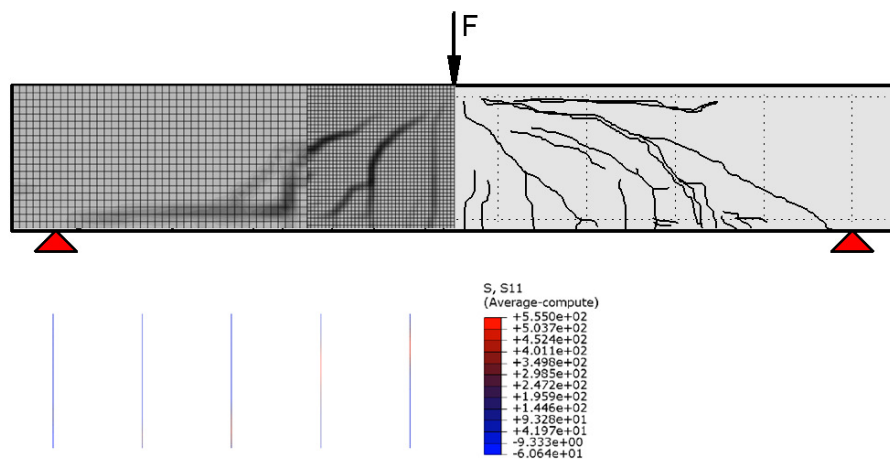 F
S, S11
(Average-compute)
+5.550e+02
+5.037e+02
+4.524e+02
+4.011e+02
+3.498e+02
+2.985e+02
+2.472e+02
+1.959e+02
+1.446e+02
+9.328e+01
+4.197e+01
-9.333e+00
-6.064e+01